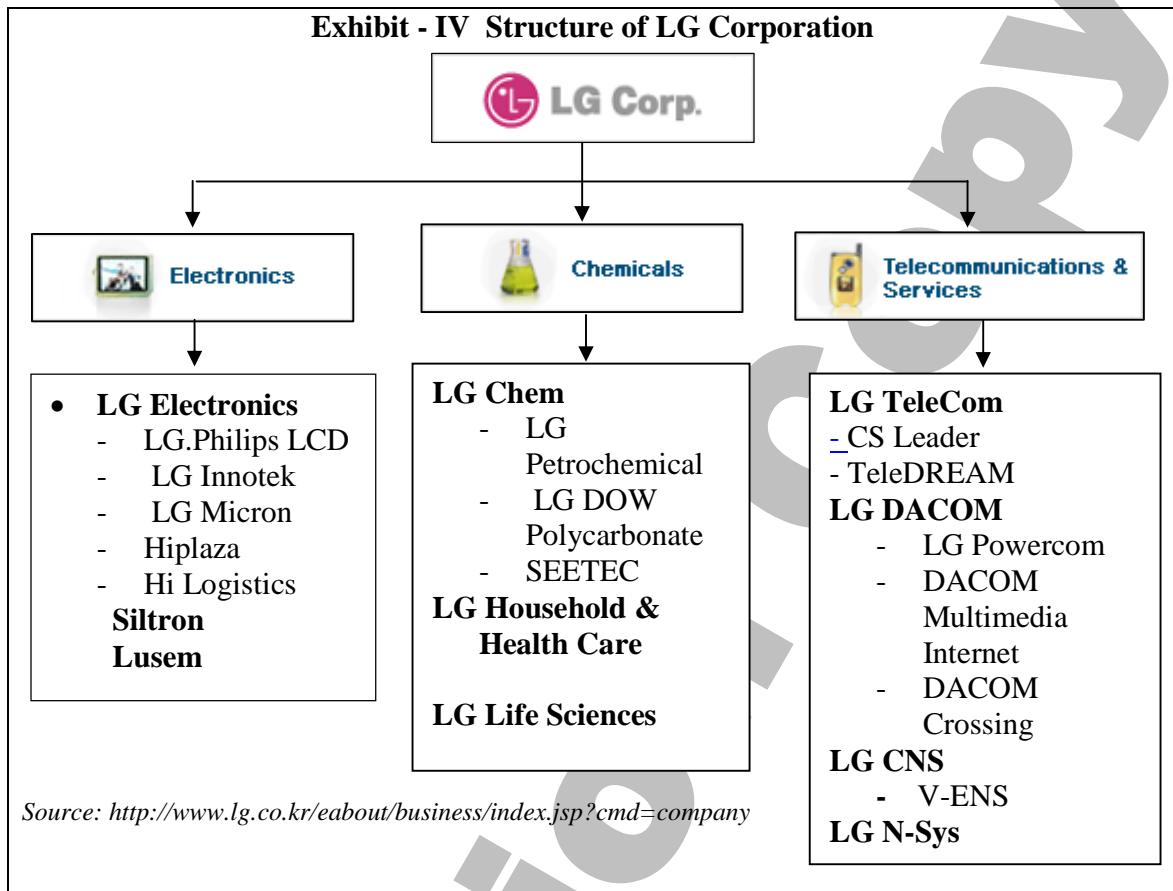 Exhibit - IV  Structure of LG Corporation
LG Corp.
Electronics
Chemicals
Telecommunications &
Services
• LG Electronics
- LG.Philips LCD
- LG Innotek
- LG Micron
- Hiplaza
- Hi Logistics
Siltron
Lusem
LG Chem
- LG
Petrochemical
- LG DOW
Polycarbonate
- SEETEC
LG Household &
Health Care
LG Life Sciences
LG TeleCom
- CS Leader
- TeleDREAM
LG DACOM
- LG Powercom
- DACOM
Multimedia
Internet
- DACOM
Crossing
LG CNS
- V-ENS
LG N-Sys
Source: http://www.lg.co.kr/eabout/business/index.jsp?cmd=company